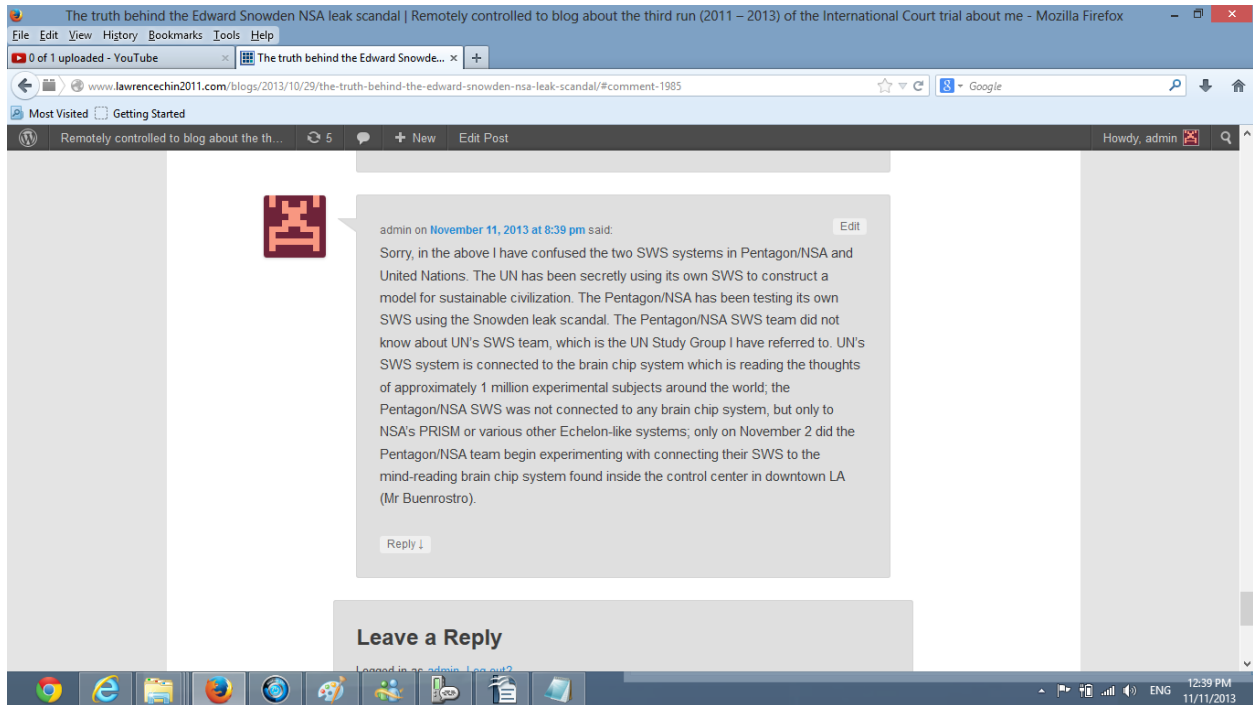 The truth behind the Edward Snowden NSA leak scandal | Remotely controlled to blog about the third run (2011 – 2013) of the International Court trial about me - Mozilla Firefox
File Edit View History Bookmarks Tools Help
0 of 1 uploaded - YouTube
The truth behind the Edward Snowde...
www.lawrencechin2011.com/blogs/2013/10/29/the-truth-behind-the-edward-snowden-nsa-leak-scandal/#comment-1985
Google
Most Visited Getting Started
Remotely controlled to blog about the th... 5 + New Edit Post Howdy, admin
admin on November 11, 2013 at 8:39 pm said: Edit
Sorry, in the above I have confused the two SWS systems in Pentagon/NSA and
United Nations. The UN has been secretly using its own SWS to construct a
model for sustainable civilization. The Pentagon/NSA has been testing its own
SWS using the Snowden leak scandal. The Pentagon/NSA SWS team did not
know about UN's SWS team, which is the UN Study Group I have referred to. UN's
SWS system is connected to the brain chip system which is reading the thoughts
of approximately 1 million experimental subjects around the world; the
Pentagon/NSA SWS was not connected to any brain chip system, but only to
NSA's PRISM or various other Echelon-like systems; only on November 2 did the
Pentagon/NSA team begin experimenting with connecting their SWS to the
mind-reading brain chip system found inside the control center in downtown LA
(Mr Buenrostro).
Reply ↓
Leave a Reply
Logged in as admin. Log out?
ENG
12:39 PM
11/11/2013